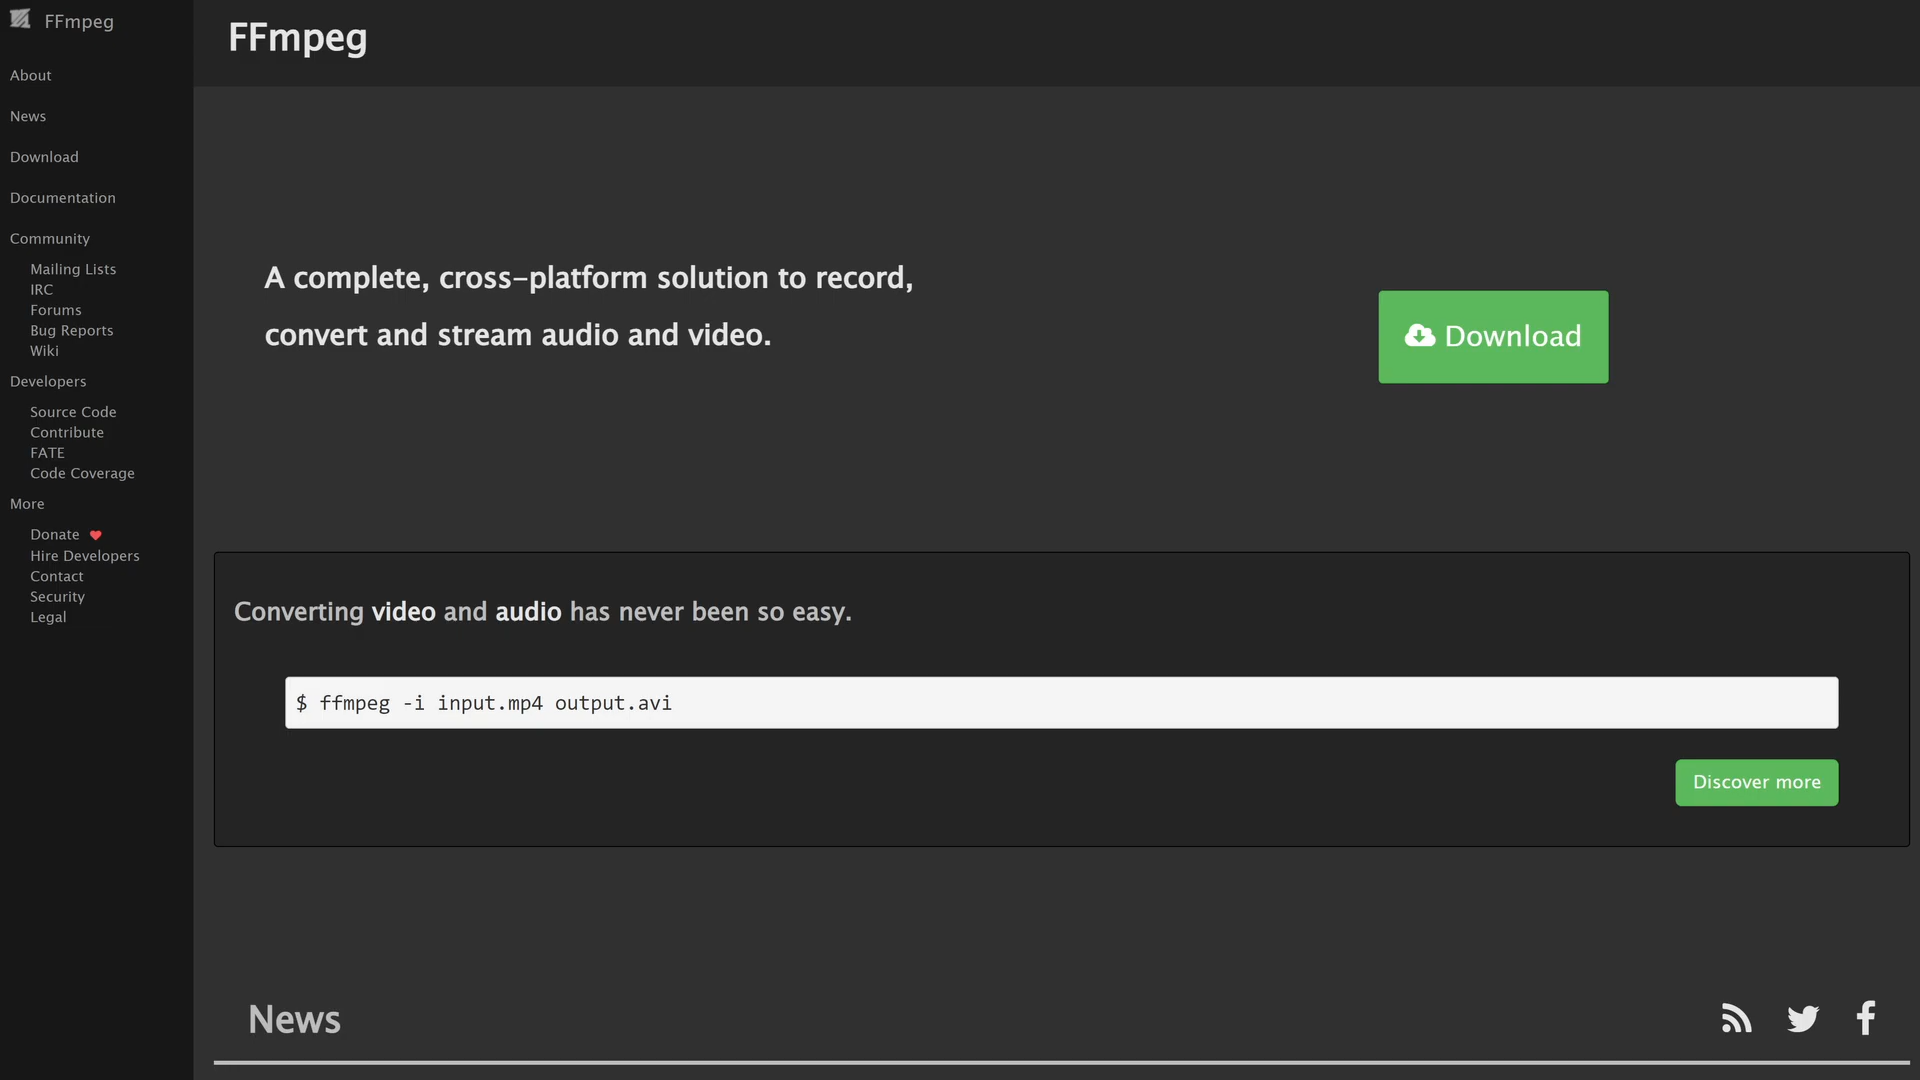 FFmpeg
About
News
Download
Documentation
Community
Mailing Lists
IRC
Forums
Bug Reports
Wiki
Developers
Source Code
Contribute
FATE
Code Coverage
More
Donate
Hire Developers
Contact
Security
Legal
FFmpeg
A complete, cross-platform solution to record,
convert and stream audio and video.
Download
Converting video and audio has never been so easy.
$ ffmpeg -i input.mp4 output.avi
Discover more
News